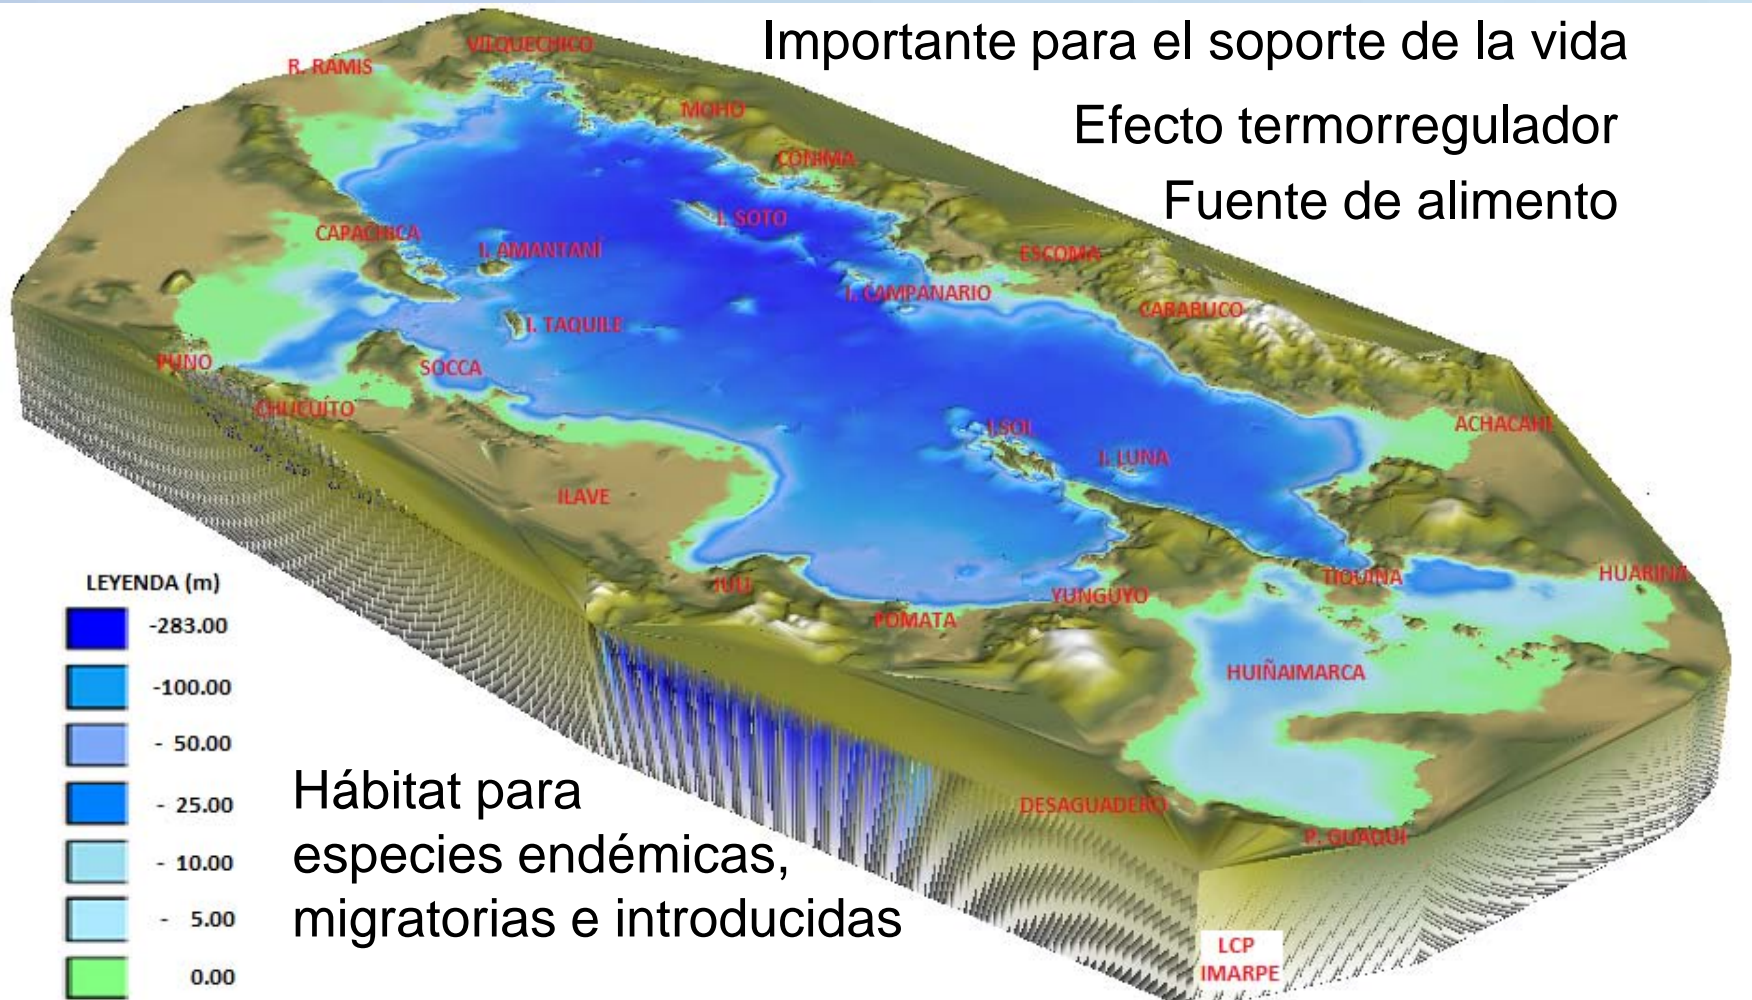 Importante para el soporte de la vida
Efecto termorregulador
Fuente de alimento
VILQUECHICO
R. RAMIS
MOHO
CONIMA
I. SOTO
CAPACHICA
I. AMANTANÍ
ESCOMA
I. CAMPANARIO
CARABUCO
I. TAQUILE
PUNO
SOCCA
CHUCUÍTO
ACHACAHI
I.SOL
I. LUNA
ILAVE
JULI
TIQUINA
HUARINA
YUNGUYO
POMATA
HUIÑAIMARCA
DESAGUADERO
P. GUAQUI
LEYENDA (m)
-283.00
-100.00
- 50.00
- 25.00
- 10.00
- 5.00
0.00
Hábitat para
especies endémicas,
migratorias e introducidas
LCP
IMARPE